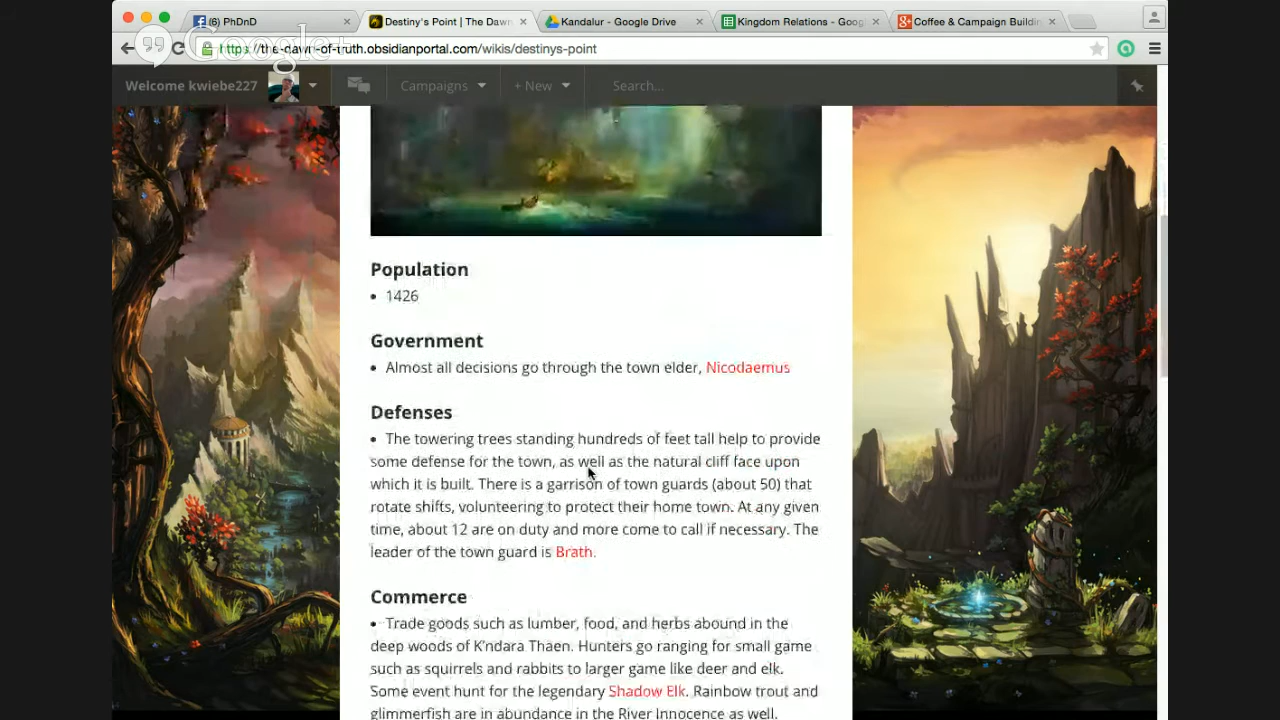 (6) PhDnD
Destiny's Point | The Dawn
Kandalur - Google Drive
Kingdom Relations - Goog
Coffee & Campaign Buildin
Google+
https://the-dawn-of-truth.obsidianportal.com/wikis/destinys-point
Welcome kwiebe227
Campaigns
+ New
Search...
Population
• 1426
Government
• Almost all decisions go through the town elder, Nicodaemus
Defenses
• The towering trees standing hundreds of feet tall help to provide
some defense for the town, as well as the natural cliff face upon
which it is built. There is a garrison of town guards (about 50) that
rotate shifts, volunteering to protect their home town. At any given
time, about 12 are on duty and more come to call if necessary. The
leader of the town guard is Brath.
Commerce
• Trade goods such as lumber, food, and herbs abound in the
deep woods of K'ndara Thaen. Hunters go ranging for small game
such as squirrels and rabbits to larger game like deer and elk.
Some event hunt for the legendary Shadow Elk. Rainbow trout and
glimmerfish are in abundance in the River Innocence as well.